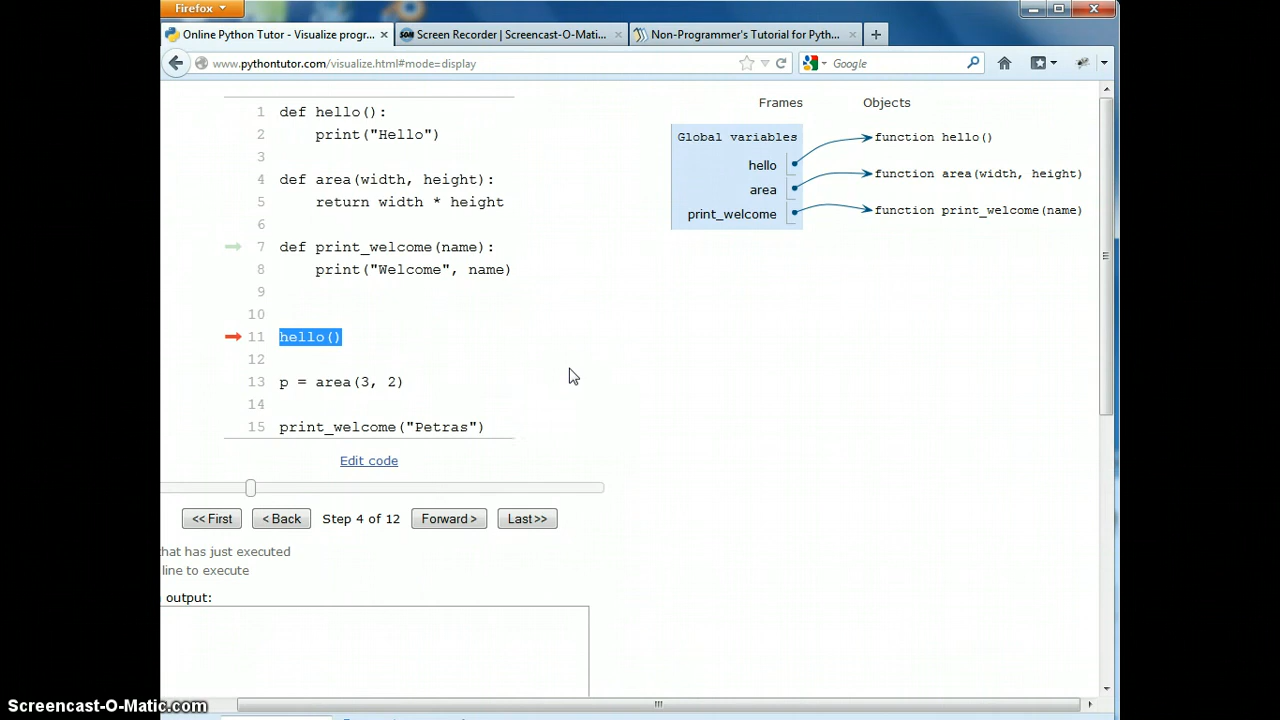 Firefox
Online Python Tutor - Visualize progr...
Screen Recorder | Screencast-O-Mati...
Non-Programmer's Tutorial for Pyth...
www.pythontutor.com/visualize.html#mode=display
Google
1 def hello():
2 print("Hello")
3
4 def area(width, height):
5 return width * height
6
7 def print_welcome(name):
8 print("Welcome", name)
9
10
11 hello()
12
13 p = area(3, 2)
14
15 print_welcome("Petras")
Edit code
<< First
< Back
Step 4 of 12
Forward >
Last >>
that has just executed
line to execute
output:
Frames
Objects
Global variables
hello
function hello()
area
function area(width, height)
print_welcome
function print_welcome(name)
Screencast-O-Matic.com